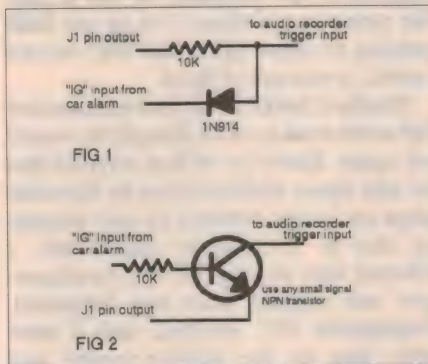 to audio recorder
trigger input
J1 pin output
10K
"IG" input from
car alarm
1N914
FIG 1
to audio recorder
trigger input
"IG" Input from
car alarm
10K
use any small signal
NPN transistor
J1 pin output
FIG 2